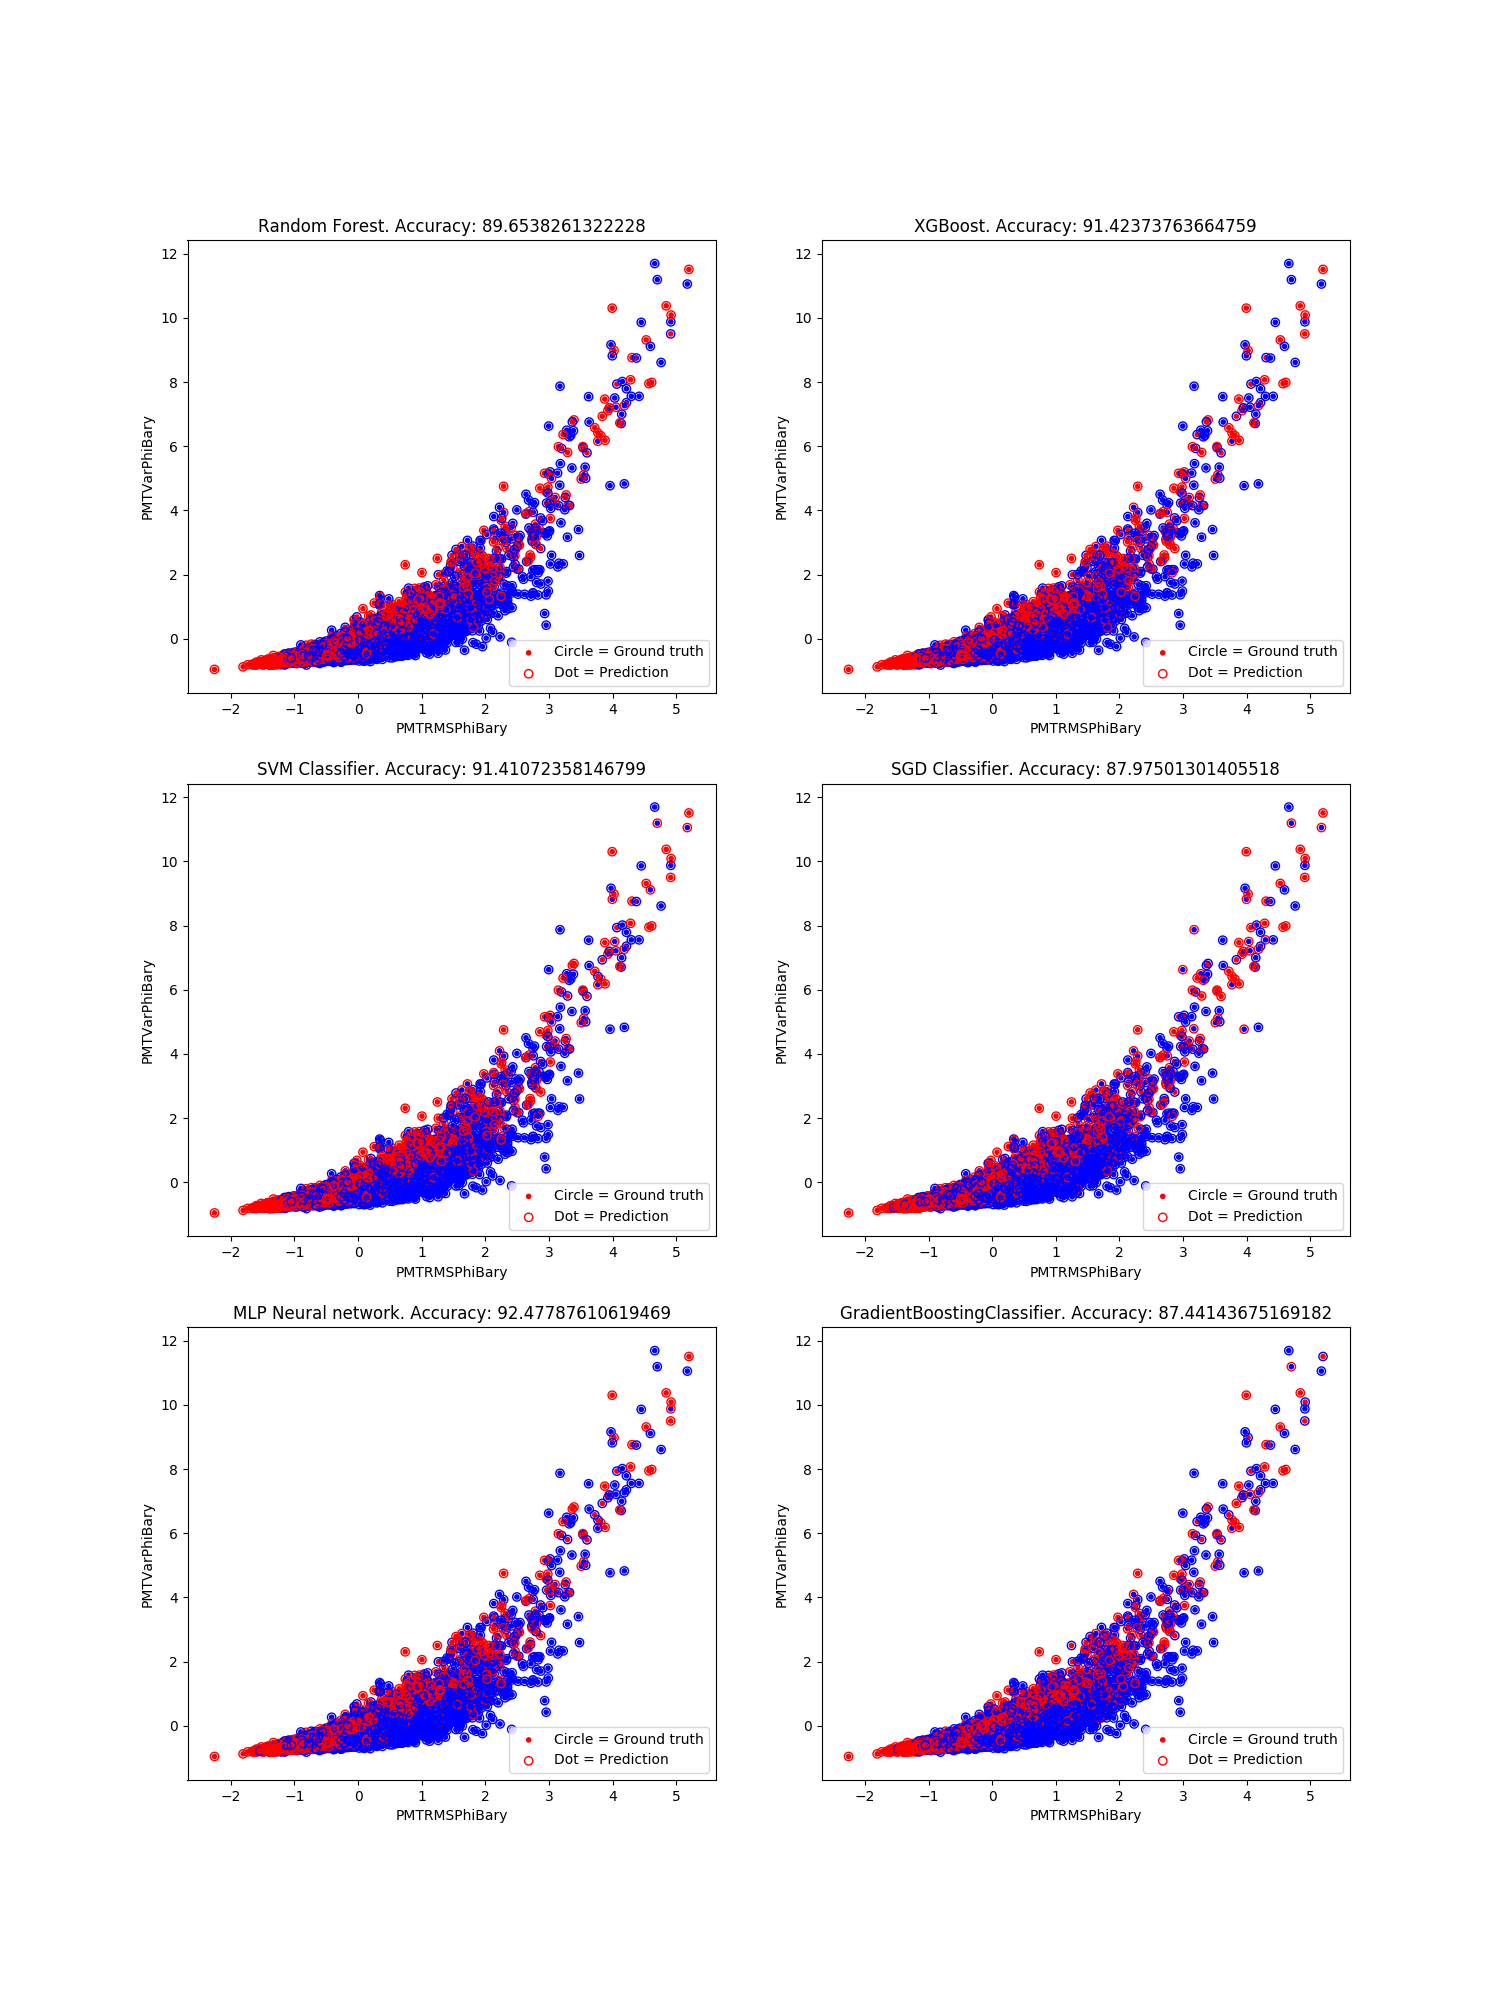 Random Forest. Accuracy: 89.6538261322228
12
10
8
6
4
2
0
PMTVarPhiBary
Circle = Ground truth
Dot = Prediction
−2 −1 0 1 2 3 4 5
PMTRMSPhiBary
XGBoost. Accuracy: 91.42373763664759
12
10
8
6
4
2
0
PMTVarPhiBary
Circle = Ground truth
Dot = Prediction
−2 −1 0 1 2 3 4 5
PMTRMSPhiBary
SVM Classifier. Accuracy: 91.41072358146799
12
10
8
6
4
2
0
PMTVarPhiBary
Circle = Ground truth
Dot = Prediction
−2 −1 0 1 2 3 4 5
PMTRMSPhiBary
SGD Classifier. Accuracy: 87.97501301405518
12
10
8
6
4
2
0
PMTVarPhiBary
Circle = Ground truth
Dot = Prediction
−2 −1 0 1 2 3 4 5
PMTRMSPhiBary
MLP Neural network. Accuracy: 92.47787610619469
12
10
8
6
4
2
0
PMTVarPhiBary
Circle = Ground truth
Dot = Prediction
−2 −1 0 1 2 3 4 5
PMTRMSPhiBary
GradientBoostingClassifier. Accuracy: 87.44143675169182
12
10
8
6
4
2
0
PMTVarPhiBary
Circle = Ground truth
Dot = Prediction
−2 −1 0 1 2 3 4 5
PMTRMSPhiBary